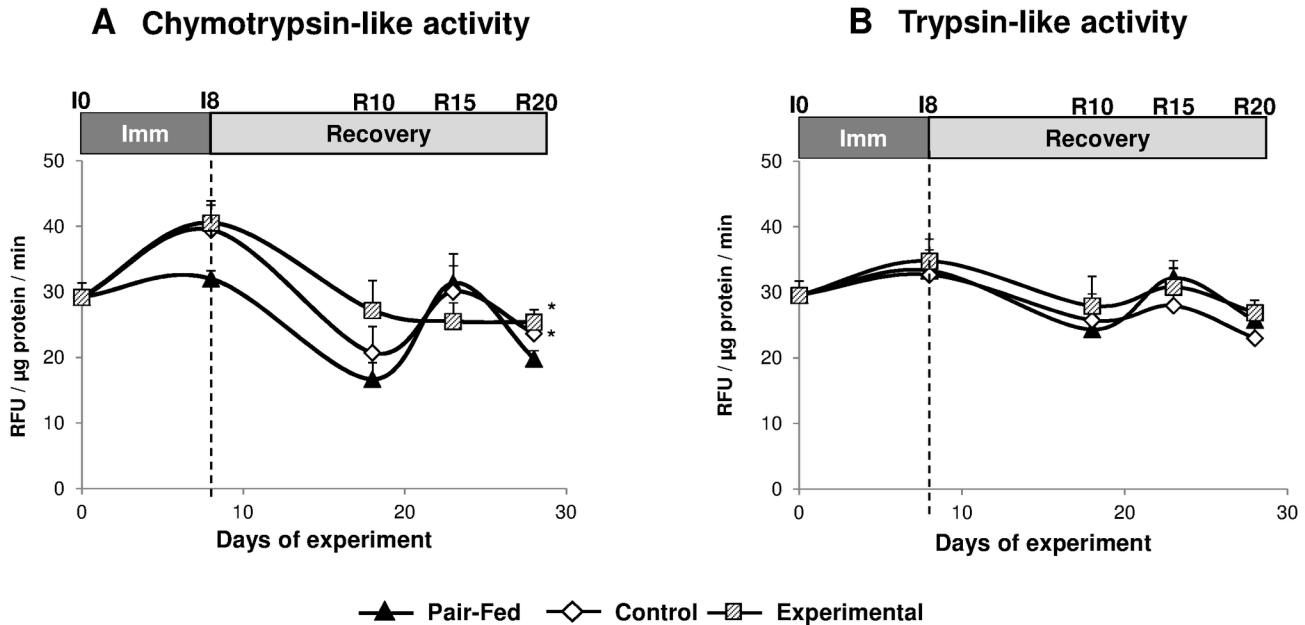 A Chymotrypsin-like activity
I0 I8 R10 R15 R20
Imm Recovery
50
40
30
20
10
0
RFU / µg protein / min
*
*
0 10 20 30
Days of experiment
B Trypsin-like activity
I0 I8 R10 R15 R20
Imm Recovery
50
40
30
20
10
0
RFU / µg protein / min
0 10 20 30
Days of experiment
Pair-Fed Control Experimental